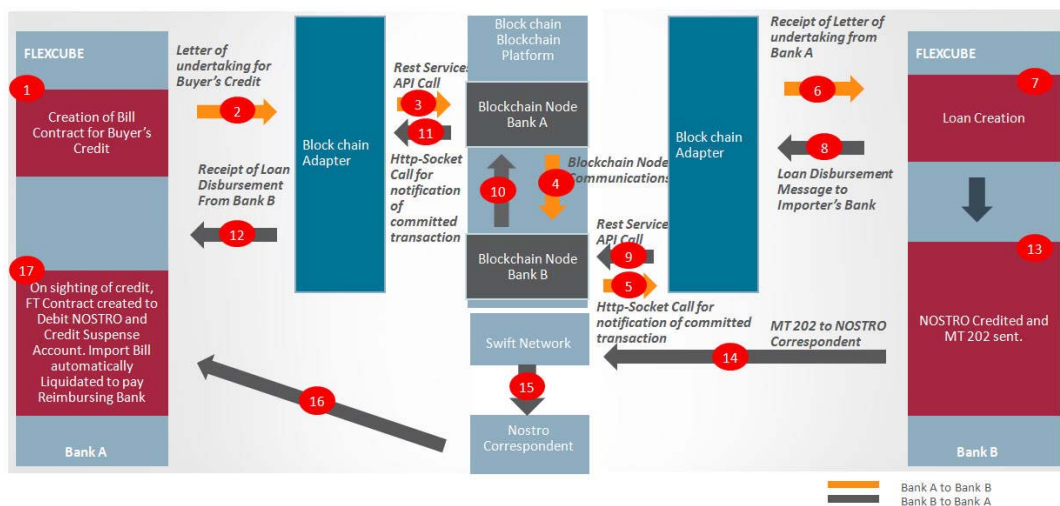 FLEXCUBE
1
Creation of Bill
Contract for Buyer's
Credit
17
On sighting of credit,
FT Contract created to
Debit NOSTRO and
Credit Suspense
Account. Import Bill
automatically
Liquidated to pay
Reimbursing Bank
Bank A
Letter of
undertaking for
Buyer's Credit
2
Receipt of Loan
Disbursement
From Bank B
12
Block chain
Adapter
Rest Services
API Call
3
11
Http-Socket
Call for
notification
of
committed
transaction
16
Block chain
Blockchain
Platform
Blockchain Node
Bank A
10
4
Blockchain Node
Communications
Blockchain Node
Bank B
Swift Network
15
Nostro
Correspondent
Rest Services
API Call
9
5
Http-Socket Call for
notification of committed
transaction
Block chain
Adapter
Receipt of Letter of
undertaking from
Bank A
6
8
Loan Disbursement
Message to
Importer's Bank
MT 202 to NOSTRO
Correspondent
14
FLEXCUBE
7
Loan Creation
13
NOSTRO Credited and
MT 202 sent.
Bank B
Bank A to Bank B
Bank B to Bank A